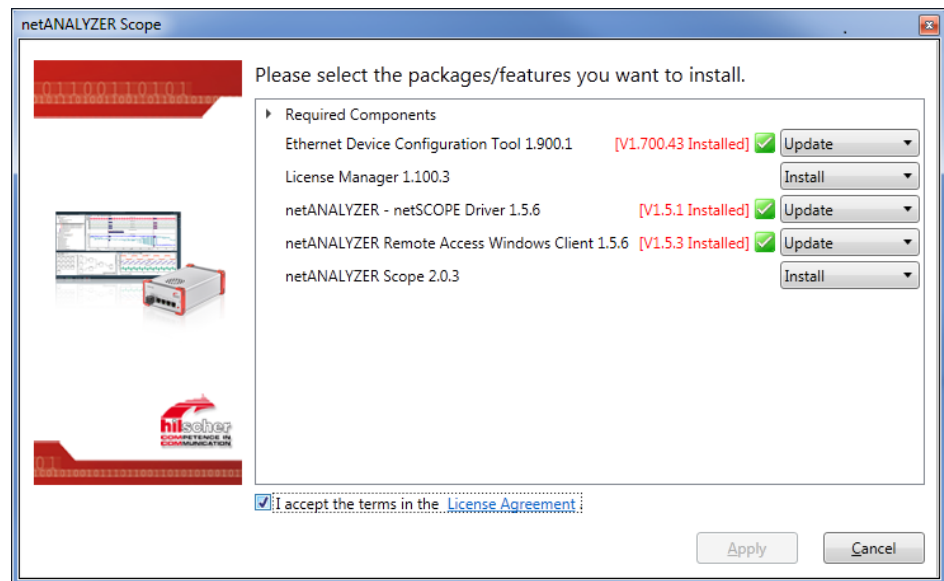 netANALYZER Scope
Please select the packages/features you want to install.
Required Components
Ethernet Device Configuration Tool 1.900.1 [V1.700.43 Installed] Update
License Manager 1.100.3 Install
netANALYZER - netSCOPE Driver 1.5.6 [V1.5.1 Installed] Update
netANALYZER Remote Access Windows Client 1.5.6 [V1.5.3 Installed] Update
netANALYZER Scope 2.0.3 Install
hilscher
COMPETENCE IN
COMMUNICATION
I accept the terms in the License Agreement
Apply Cancel